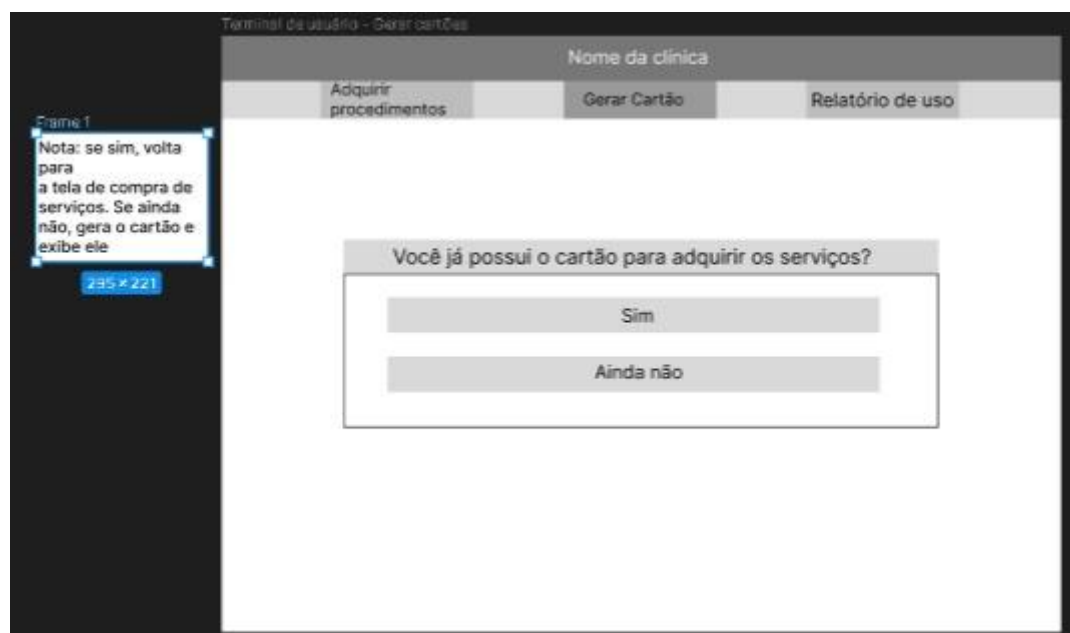 Terminal de usuário - Gerar cartões
Nome da clínica
Adquirir
procedimentos
Gerar Cartão
Relatório de uso
Frame 1
Nota: se sim, volta
para
a tela de compra de
serviços. Se ainda
não, gera o cartão e
exibe ele
295 × 221
Você já possui o cartão para adquirir os serviços?
Sim
Ainda não